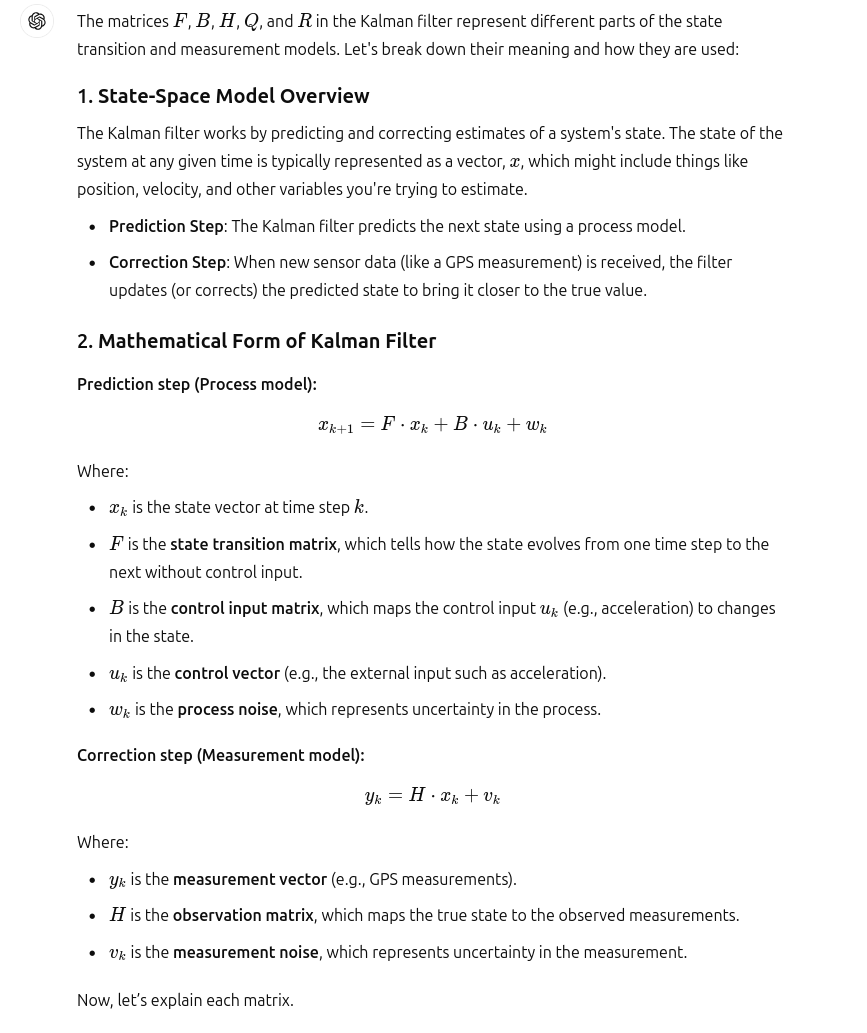 The matrices F, B, H, Q, and R in the Kalman filter represent different parts of the state
transition and measurement models. Let's break down their meaning and how they are used:
1. State-Space Model Overview
The Kalman filter works by predicting and correcting estimates of a system's state. The state of the
system at any given time is typically represented as a vector, x, which might include things like
position, velocity, and other variables you're trying to estimate.
• Prediction Step: The Kalman filter predicts the next state using a process model.
• Correction Step: When new sensor data (like a GPS measurement) is received, the filter
updates (or corrects) the predicted state to bring it closer to the true value.
2. Mathematical Form of Kalman Filter
Prediction step (Process model):
x_{k+1} = F · x_k + B · u_k + w_k
Where:
• x_k is the state vector at time step k.
• F is the state transition matrix, which tells how the state evolves from one time step to the
next without control input.
• B is the control input matrix, which maps the control input u_k (e.g., acceleration) to changes
in the state.
• u_k is the control vector (e.g., the external input such as acceleration).
• w_k is the process noise, which represents uncertainty in the process.
Correction step (Measurement model):
y_k = H · x_k + v_k
Where:
• y_k is the measurement vector (e.g., GPS measurements).
• H is the observation matrix, which maps the true state to the observed measurements.
• v_k is the measurement noise, which represents uncertainty in the measurement.
Now, let’s explain each matrix.